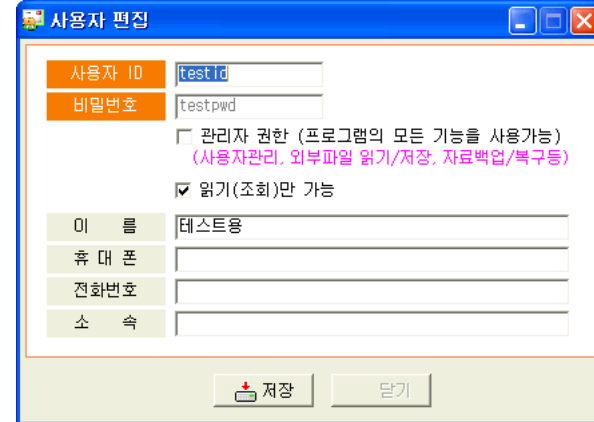 사용자 편집
사용자 ID testid
비밀번호 testpwd
관리자 권한 (프로그램의 모든 기능을 사용가능)
(사용자관리, 외부파일 읽기/저장, 자료백업/복구등)
읽기(조회)만 가능
이 름 테스트용
휴 대 폰
전화번호
소 속
저장 닫기